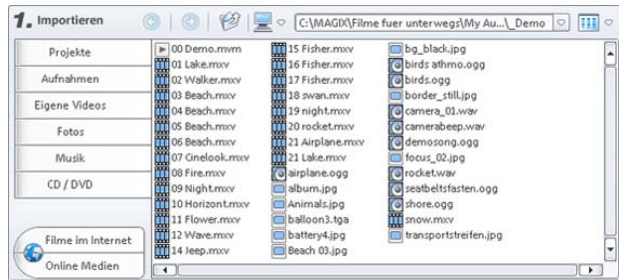 1. Importieren
C:\MAGIX\Filme fuer unterwegs\My Au...\_Demo
Projekte
Aufnahmen
Eigene Videos
Fotos
Musik
CD / DVD
Filme im Internet
Online Medien
00 Demo.mvm
01 Lake.mxv
02 Walker.mxv
03 Beach.mxv
04 Beach.mxv
05 Beach.mxv
06 Beach.mxv
07 Cinelook.mxv
08 Fire.mxv
09 Night.mxv
10 Horizont.mxv
11 Flower.mxv
12 Wave.mxv
14 Jeep.mxv
15 Fisher.mxv
16 Fisher.mxv
17 Fisher.mxv
18 swan.mxv
19 night.mxv
20 rocket.mxv
21 Airplane.mxv
21 Lake.mxv
airplane.ogg
album.jpg
Animals.jpg
balloon3.tga
battery4.jpg
Beach 03.jpg
bg_black.jpg
birds athmo.ogg
birds.ogg
border_still.jpg
camera_01.wav
camerabeep.wav
demosong.ogg
focus_02.jpg
rocket.wav
seatbeltsfasten.ogg
shore.ogg
snow.mxv
transportstreifen.jpg